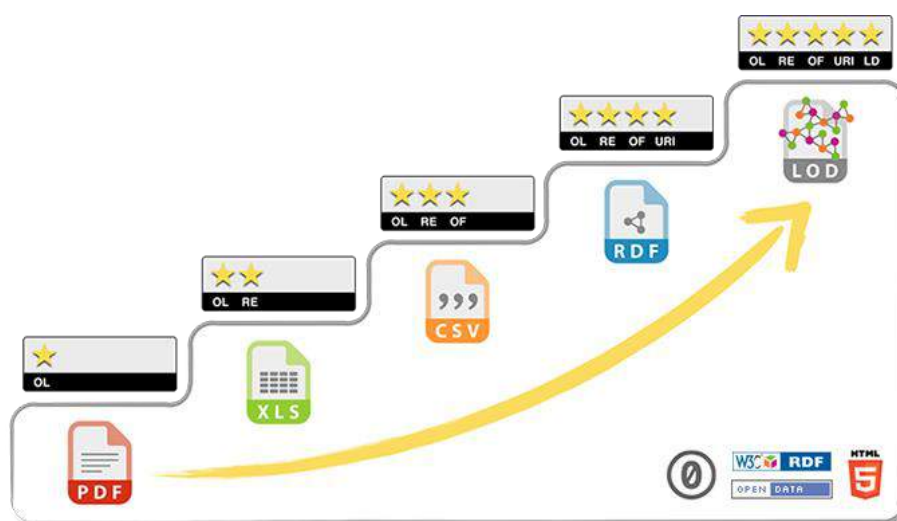 OL RE OF URI LD
LOD
OL RE OF URI
RDF
OL RE OF
CSV
OL RE
XLS
OL
PDF
0
W3C RDF
OPEN DATA
HTML
5